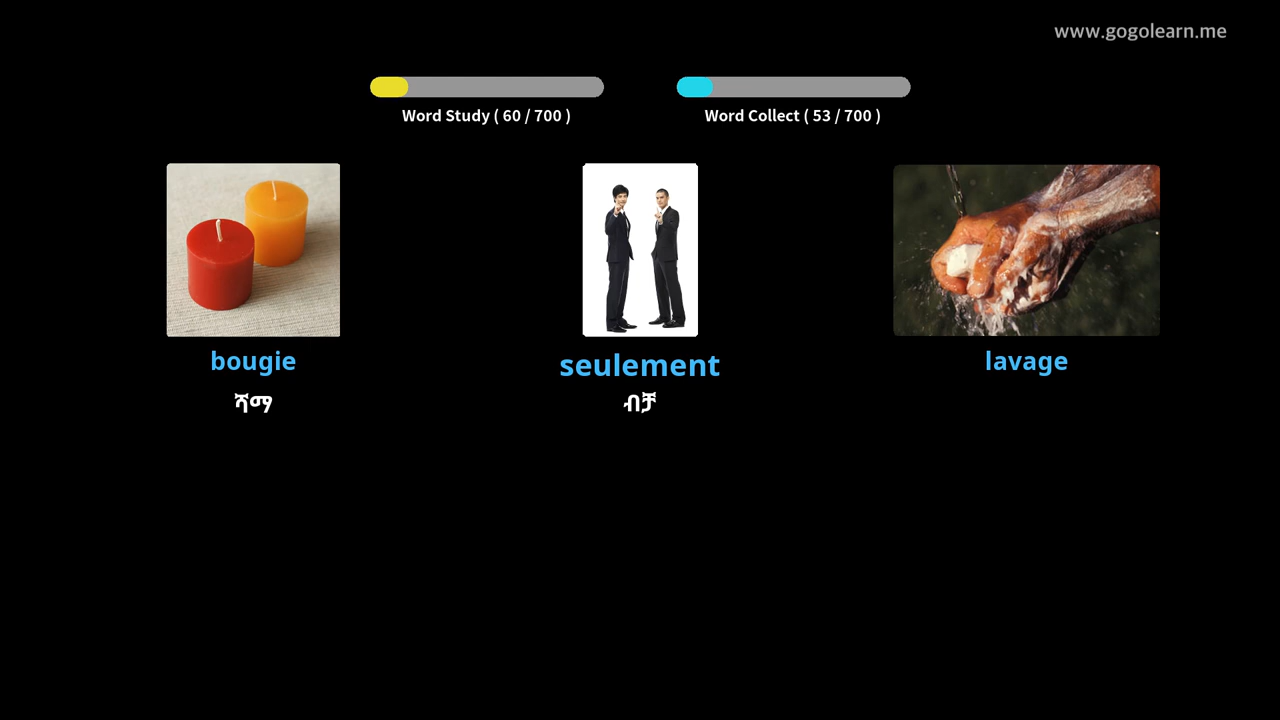 www.gogolearn.me
Word Study ( 60 / 700 )
Word Collect ( 53 / 700 )
bougie
seulement
lavage
ሻማ
ብቻ